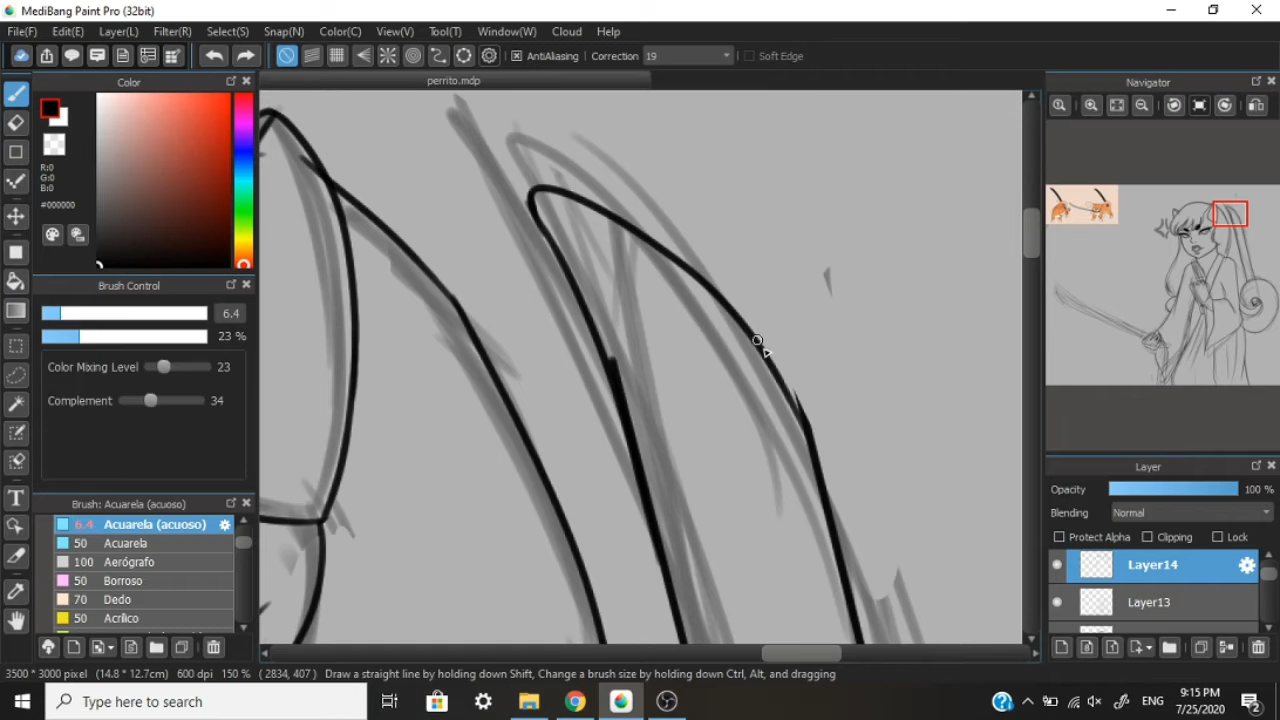 MediBang Paint Pro (32bit)
File(F) Edit(E) Layer(L) Filter(R) Select(S) Snap(N) Color(C) View(V) Tool(T) Window(W) Cloud Help
AntiAliasing Correction 19 Soft Edge
Color
perrito.mdp
Navigator
R:0
G:0
B:0
#000000
Brush Control
6.4
23 %
Color Mixing Level 23
Complement 34
Brush: Acuarela (acuoso)
6.4 Acuarela (acuoso)
50 Acuarela
100 Aerógrafo
50 Borroso
70 Dedo
50 Acrílico
Layer
Opacity 100 %
Blending Normal
Protect Alpha Clipping Lock
Layer14
Layer13
3500 * 3000 pixel (14.8 * 12.7cm) 600 dpi 150 % ( 2834, 407 ) Draw a straight line by holding down Shift, Change a brush size by holding down Ctrl, Alt, and dragging
Type here to search
ENG
9:15 PM
7/25/2020
2